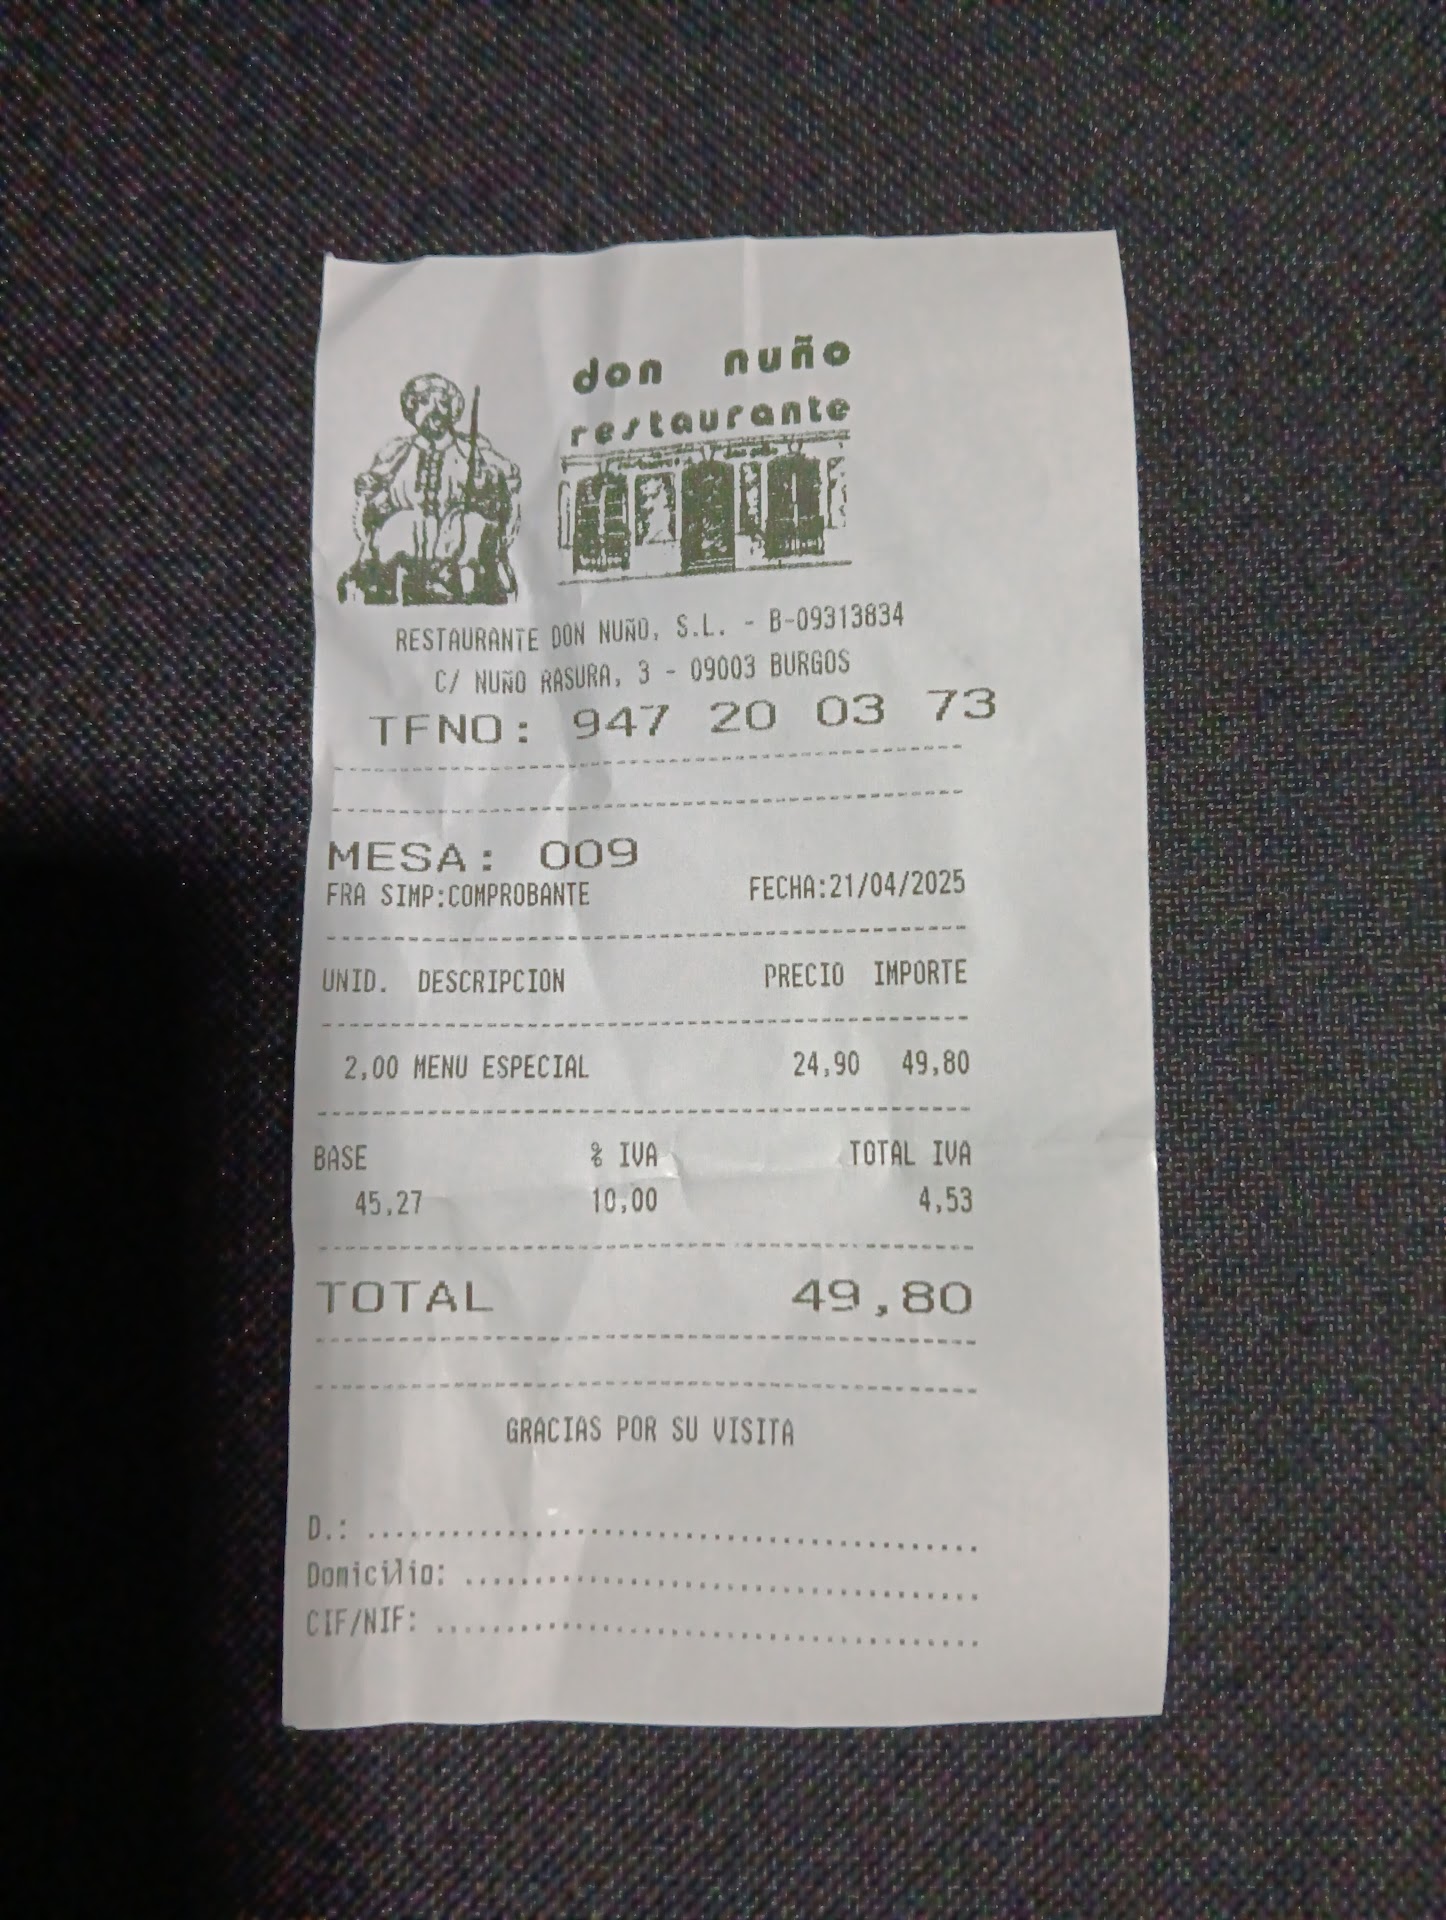 don nuño
restaurante
RESTAURANTE DON NUÑO, S.L. - B-09313834
C/ NUÑO RASURA, 3 - 09003 BURGOS
TFNO: 947 20 03 73
MESA: 009
FRA SIMP:COMPROBANTE FECHA:21/04/2025
UNID. DESCRIPCION PRECIO IMPORTE
2,00 MENU ESPECIAL 24,90 49,80
BASE % IVA TOTAL IVA
45,27 10,00 4,53
TOTAL 49,80
GRACIAS POR SU VISITA
D.: ......................................................
Domicilio: .............................................
CIF/NIF: ................................................